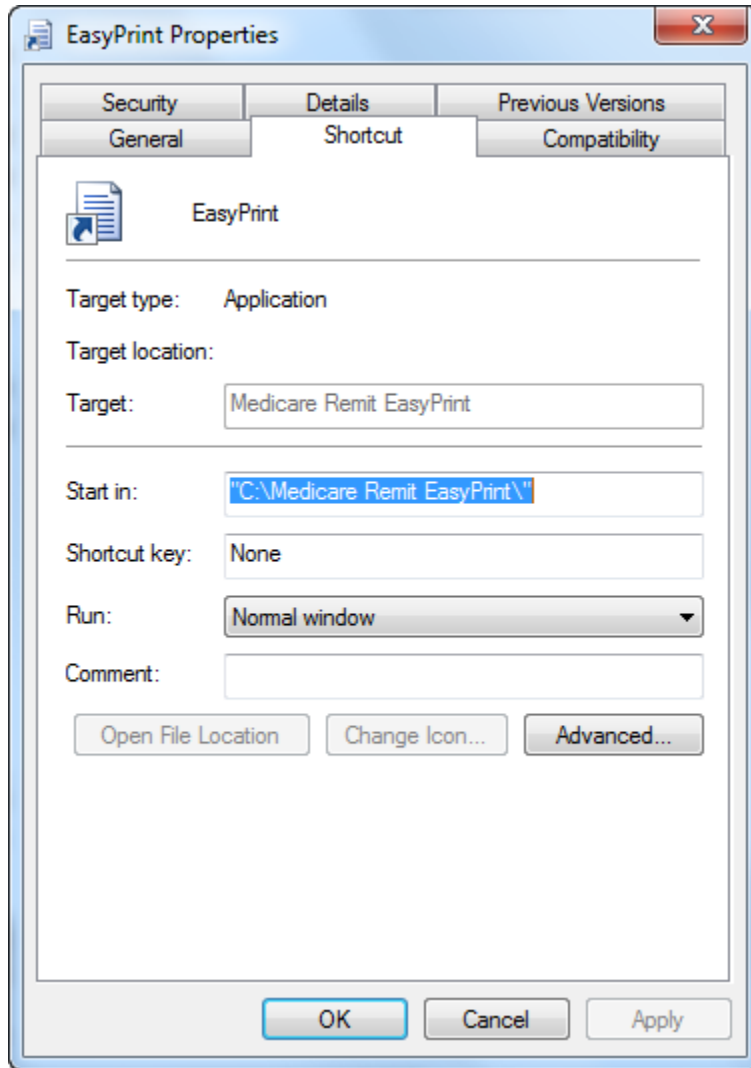 EasyPrint Properties
Security Details Previous Versions
General Shortcut Compatibility
EasyPrint
Target type: Application
Target location:
Target: Medicare Remit EasyPrint
Start in: "C:\Medicare Remit EasyPrint\"
Shortcut key: None
Run: Normal window
Comment:
Open File Location Change Icon... Advanced...
OK Cancel Apply